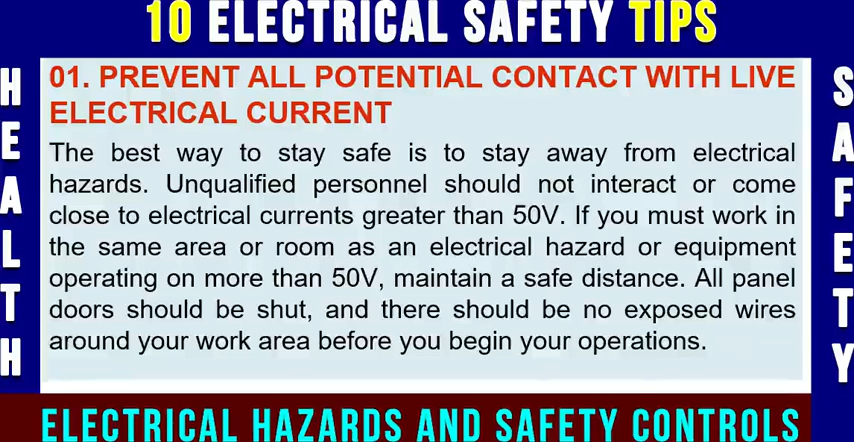 10 ELECTRICAL SAFETY TIPS
HEALTH
01. PREVENT ALL POTENTIAL CONTACT WITH LIVE
ELECTRICAL CURRENT
The best way to stay safe is to stay away from electrical
hazards. Unqualified personnel should not interact or come
close to electrical currents greater than 50V. If you must work in
the same area or room as an electrical hazard or equipment
operating on more than 50V, maintain a safe distance. All panel
doors should be shut, and there should be no exposed wires
around your work area before you begin your operations.
SAFETY
ELECTRICAL HAZARDS AND SAFETY CONTROLS